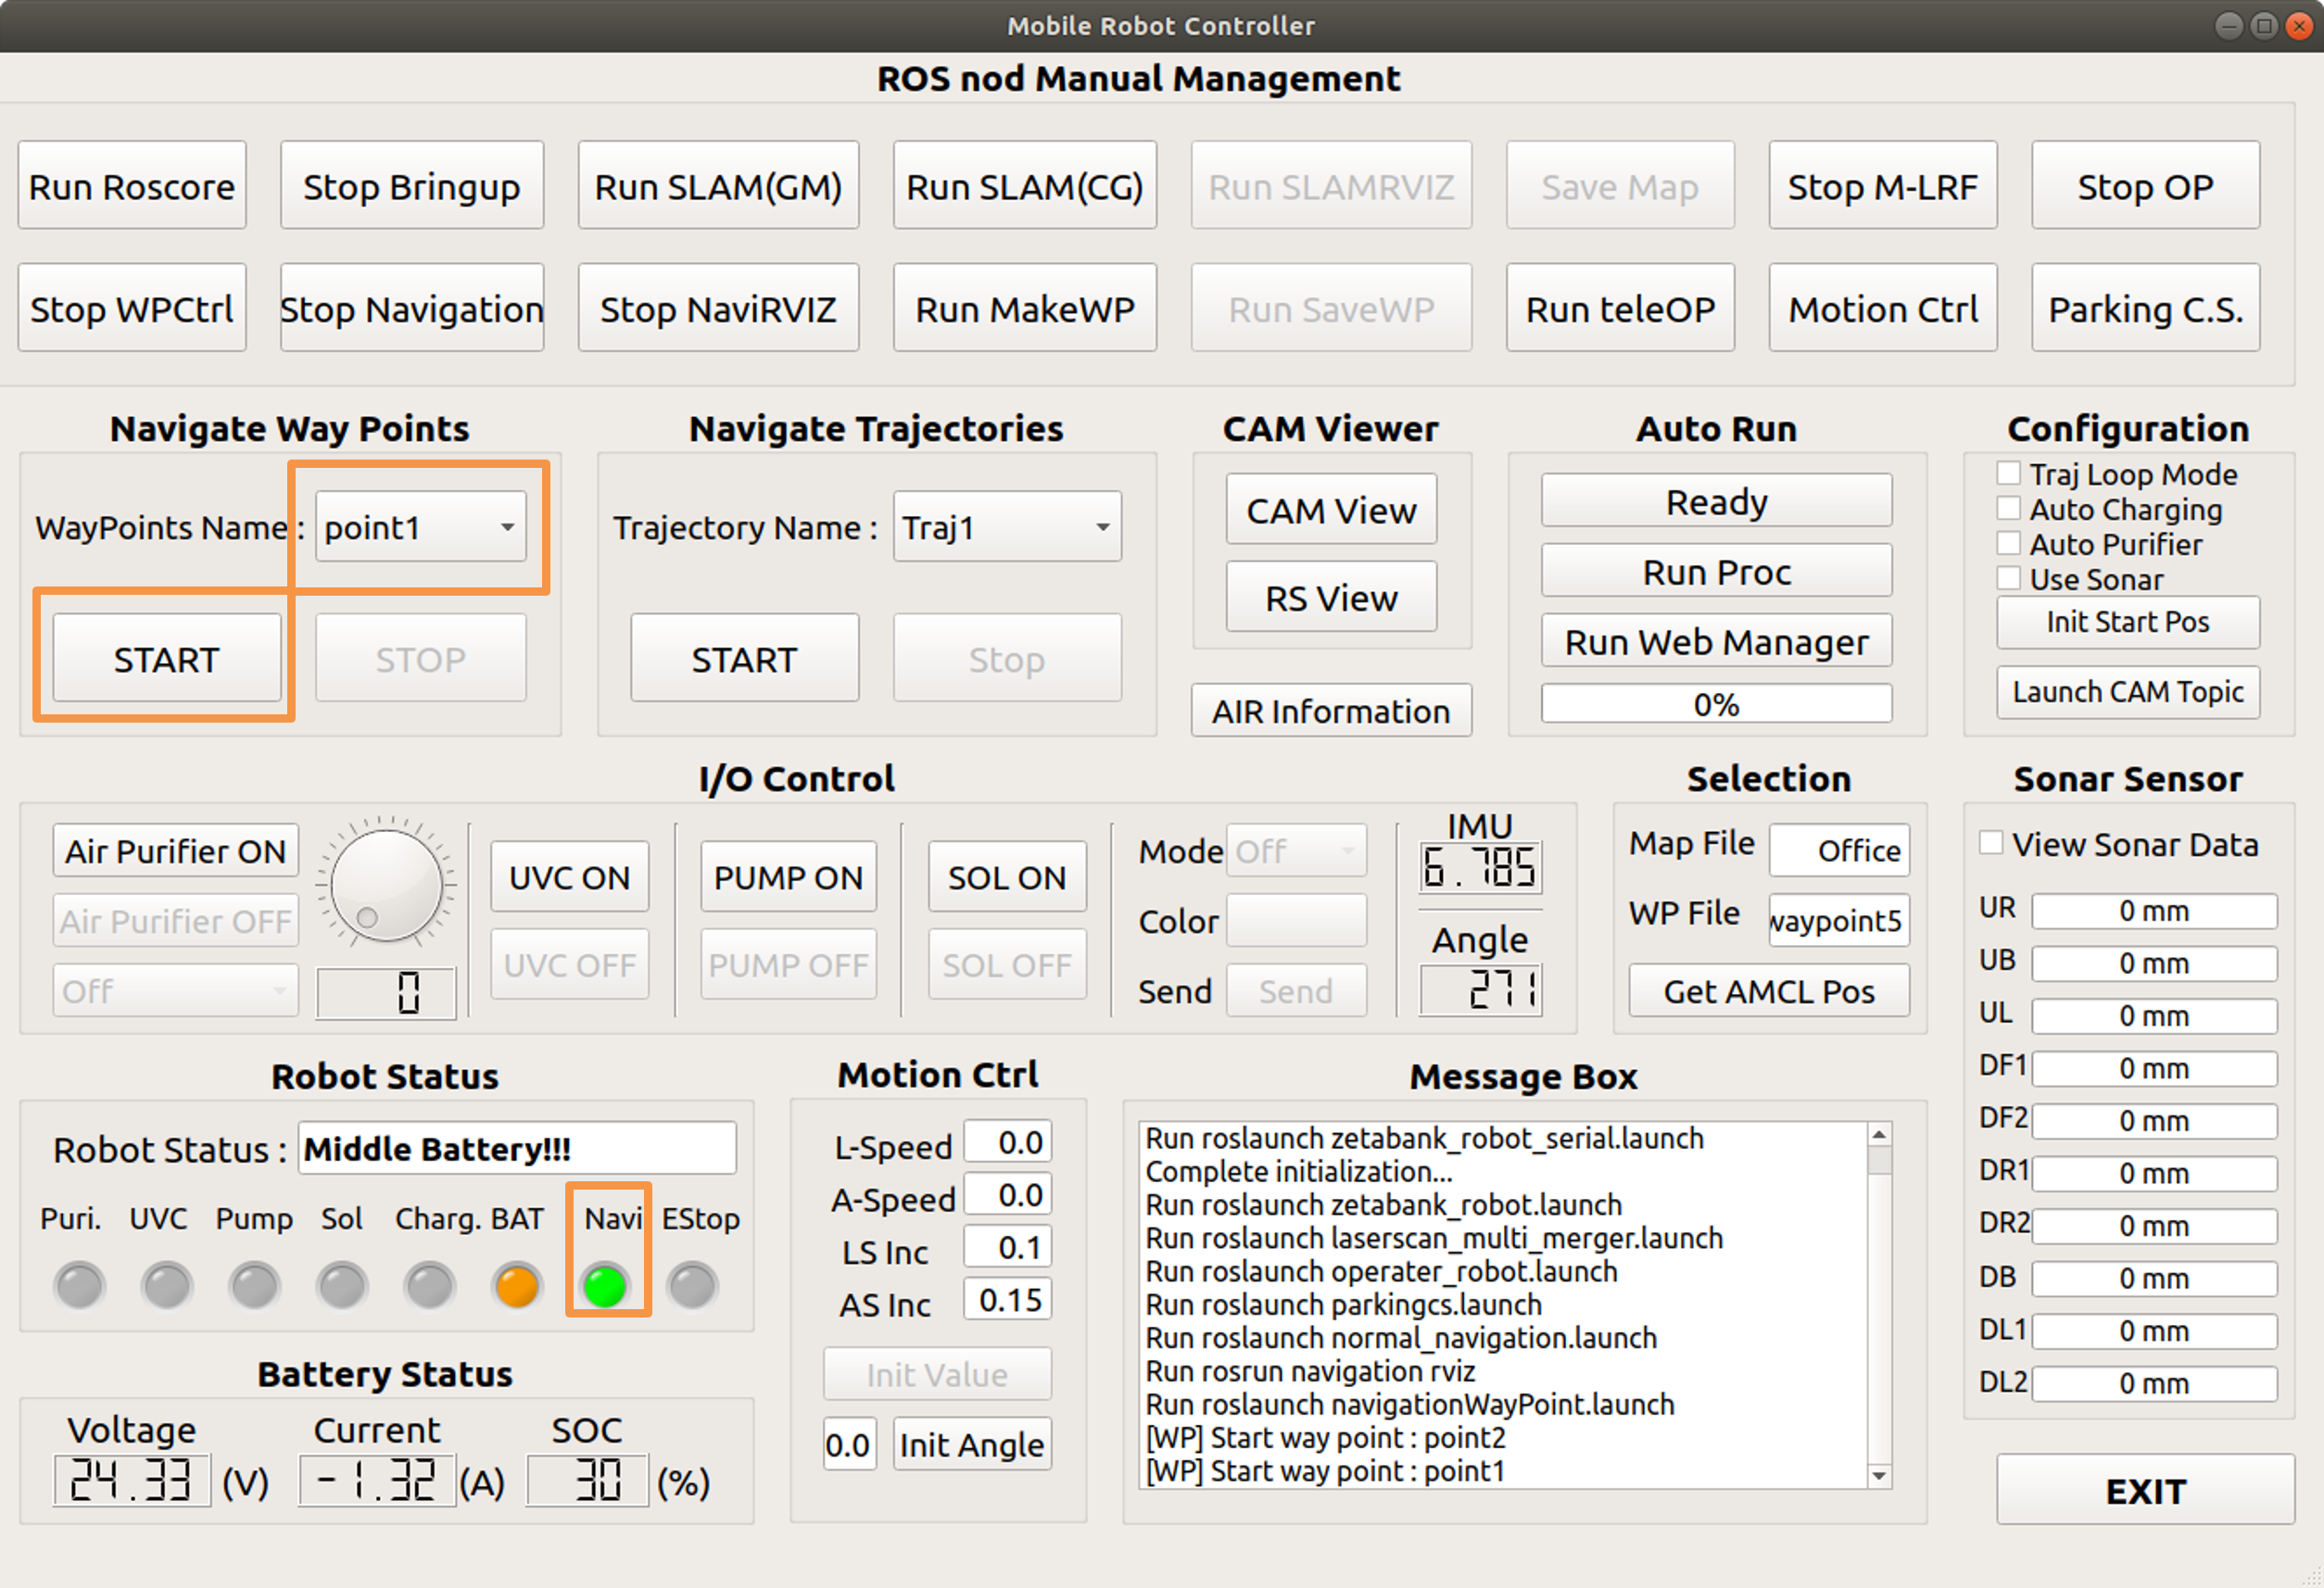 Mobile Robot Controller
ROS nod Manual Management
Run Roscore Stop Bringup Run SLAM(GM) Run SLAM(CG) Run SLAMRVIZ Save Map Stop M-LRF Stop OP
Stop WPCtrl Stop Navigation Stop NaviRVIZ Run MakeWP Run SaveWP Run teleOP Motion Ctrl Parking C.S.
Navigate Way Points
WayPoints Name : point1
START STOP
Navigate Trajectories
Trajectory Name : Traj1
START Stop
CAM Viewer
CAM View
RS View
AIR Information
Auto Run
Ready
Run Proc
Run Web Manager
0%
Configuration
Traj Loop Mode
Auto Charging
Auto Purifier
Use Sonar
Init Start Pos
Launch CAM Topic
I/O Control
Air Purifier ON
Air Purifier OFF
Off
0
UVC ON
UVC OFF
PUMP ON
PUMP OFF
SOL ON
SOL OFF
Mode Off
Color
Send Send
IMU
6.785
Angle
271
Selection
Map File Office
WP File waypoint5
Get AMCL Pos
Sonar Sensor
View Sonar Data
UR 0 mm
UB 0 mm
UL 0 mm
DF1 0 mm
DF2 0 mm
DR1 0 mm
DR2 0 mm
DB 0 mm
DL1 0 mm
DL2 0 mm
Robot Status
Robot Status : Middle Battery!!!
Puri. UVC Pump Sol Charg. BAT Navi EStop
Battery Status
Voltage Current SOC
24.33 (V) -1.32 (A) 30 (%)
Motion Ctrl
L-Speed 0.0
A-Speed 0.0
LS Inc 0.1
AS Inc 0.15
Init Value
0.0 Init Angle
Message Box
Run roslaunch zetabank_robot_serial.launch
Complete initialization...
Run roslaunch zetabank_robot.launch
Run roslaunch laserscan_multi_merger.launch
Run roslaunch operater_robot.launch
Run roslaunch parkingcs.launch
Run roslaunch normal_navigation.launch
Run rosrun navigation rviz
Run roslaunch navigationWayPoint.launch
[WP] Start way point : point2
[WP] Start way point : point1
EXIT